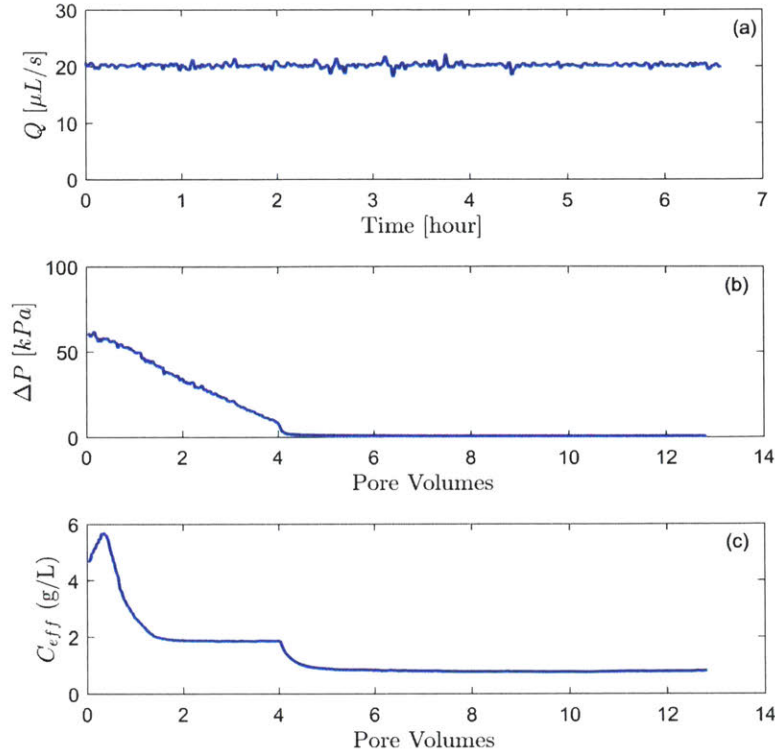 (a)
Q [μL/s]
30
20
10
0
0 1 2 3 4 5 6 7
Time [hour]
(b)
ΔP [kPa]
100
50
0
0 2 4 6 8 10 12 14
Pore Volumes
(c)
C_eff (g/L)
6
4
2
0
0 2 4 6 8 10 12 14
Pore Volumes